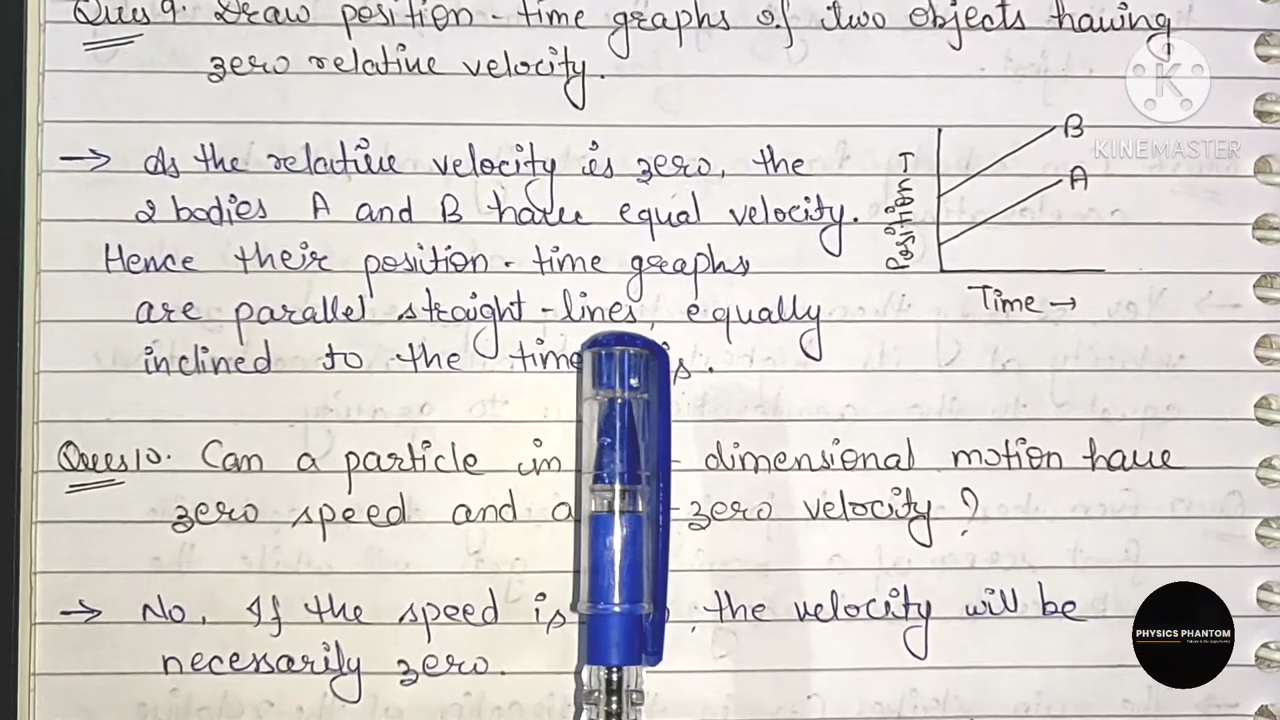 Ques 9. Draw position - time graphs of two objects having
zero relative velocity.
KINEMASTER
→ As the relative velocity is zero, the
2 bodies A and B have equal velocity.
Hence their position - time graphs
are parallel straight - lines, equally
inclined to the time
B
A
Position →
Time →
Ques 10. Can a particle in - dimensional motion have
zero speed and a -zero velocity ?
→ No, If the speed is , the velocity will be
necessarily zero.
PHYSICS PHANTOM